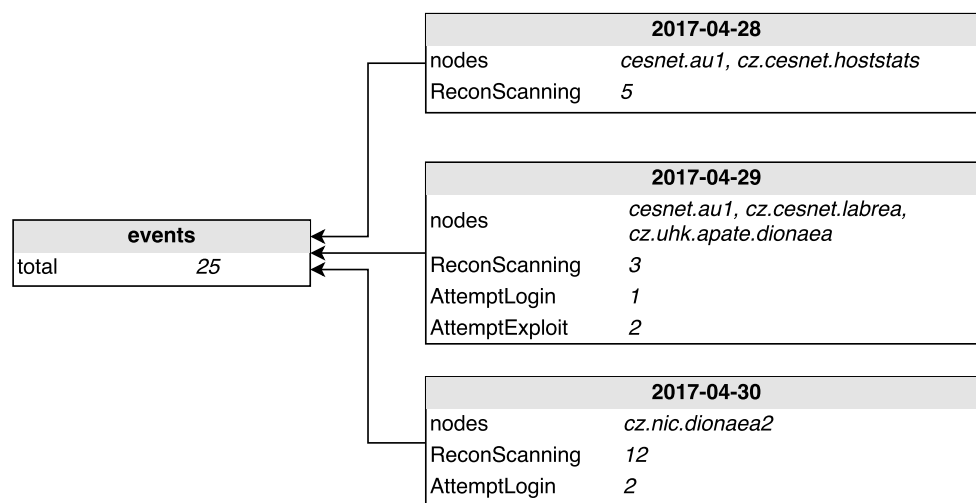 2017-04-28
nodes cesnet.au1, cz.cesnet.hoststats
ReconScanning 5
2017-04-29
nodes cesnet.au1, cz.cesnet.labrea,
cz.uhk.apate.dionaea
ReconScanning 3
AttemptLogin 1
AttemptExploit 2
events
total 25
2017-04-30
nodes cz.nic.dionaea2
ReconScanning 12
AttemptLogin 2